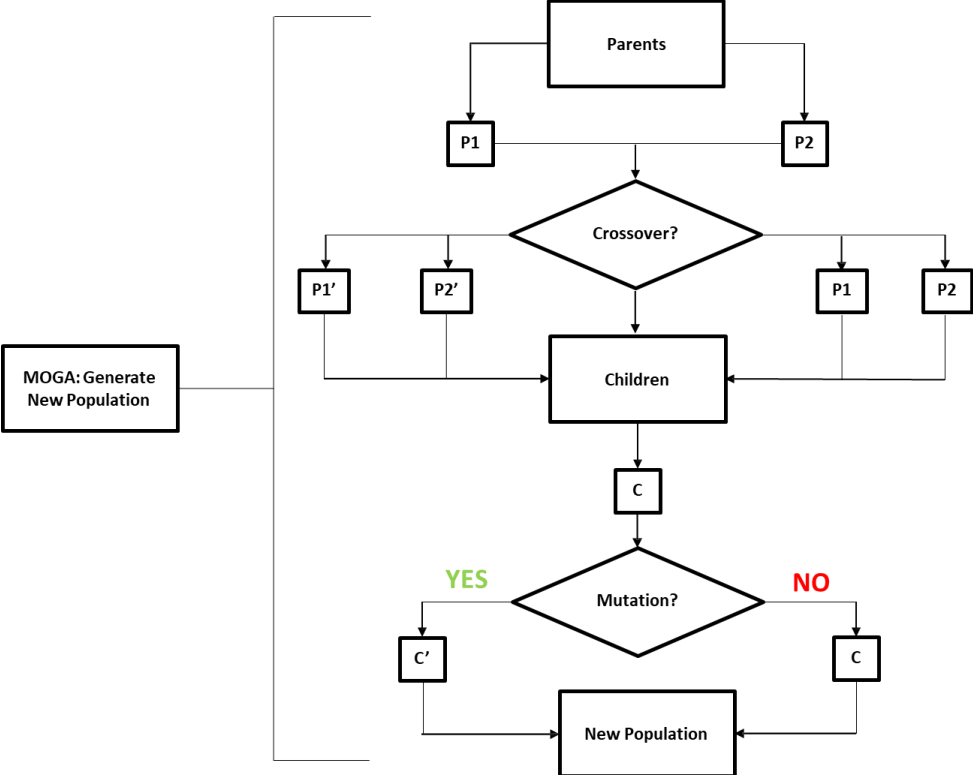 Parents
P1
P2
Crossover?
P1’
P2’
P1
P2
MOGA: Generate
New Population
Children
C
YES
NO
Mutation?
C’
C
New Population